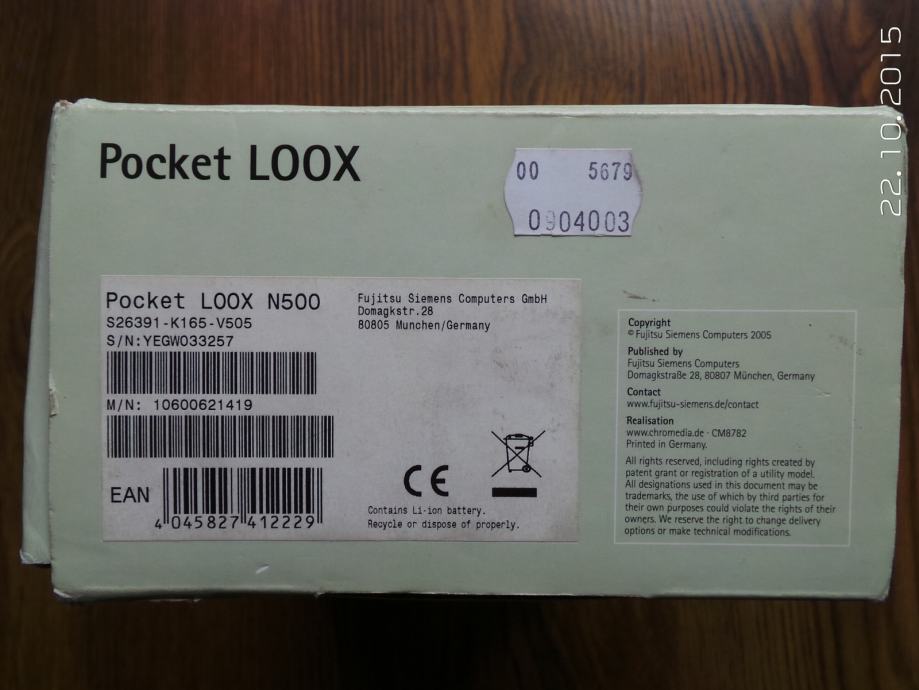 22.10.2015
Pocket LOOX
00 5679
0904003
Pocket LOOX N500
S26391-K165-V505
S/N:YEGW033257
M/N: 10600621419
EAN
4 045827 412229
Fujitsu Siemens Computers GmbH
Domagkstr.28
80805 Munchen/Germany
CE
Contains Li-ion battery.
Recycle or dispose of properly.
Copyright
© Fujitsu Siemens Computers 2005
Published by
Fujitsu Siemens Computers
Domagkstraße 28, 80807 München, Germany
Contact
www.fujitsu-siemens.de/contact
Realisation
www.chromedia.de · CM8782
Printed in Germany.
All rights reserved, including rights created by
patent grant or registration of a utility model.
All designations used in this document may be
trademarks, the use of which by third parties for
their own purposes could violate the rights of their
owners. We reserve the right to change delivery
options or make technical modifications.